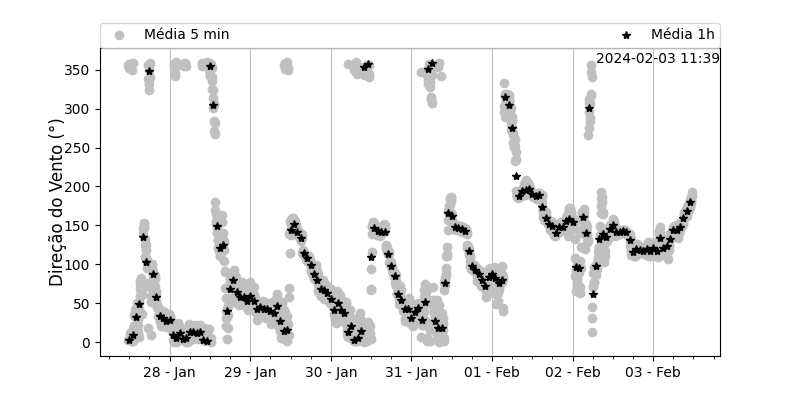 Média 5 min
Média 1h
2024-02-03 11:39
Direção do Vento (°)
350
300
250
200
150
100
50
0
28 - Jan
29 - Jan
30 - Jan
31 - Jan
01 - Feb
02 - Feb
03 - Feb